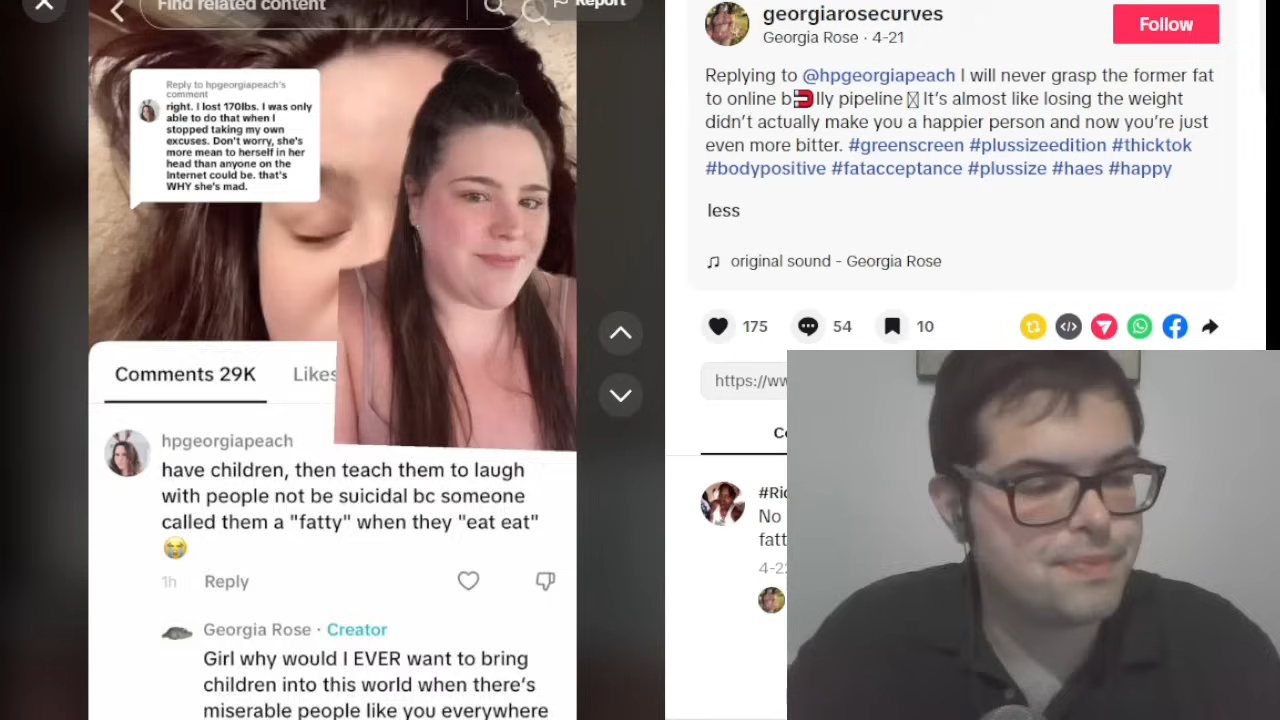 Find related content
Report
Reply to hpgeorgiapeach's
comment
right. I lost 170lbs. I was only
able to do that when I
stopped taking my own
excuses. Don't worry, she's
more mean to herself in her
head than anyone on the
Internet could be. that's
WHY she's mad.
Comments 29K
Likes
hpgeorgiapeach
have children, then teach them to laugh
with people not be suicidal bc someone
called them a "fatty" when they "eat eat"
😭
1h Reply
Georgia Rose · Creator
Girl why would I EVER want to bring
children into this world when there's
miserable people like you everywhere
georgiarosecurves
Georgia Rose · 4-21
Follow
Replying to @hpgeorgiapeach I will never grasp the former fat
to online b🧲lly pipeline It's almost like losing the weight
didn't actually make you a happier person and now you're just
even more bitter. #greenscreen #plussizeedition #thicktok
#bodypositive #fatacceptance #plussize #haes #happy
less
original sound - Georgia Rose
175
54
10
https://ww
No